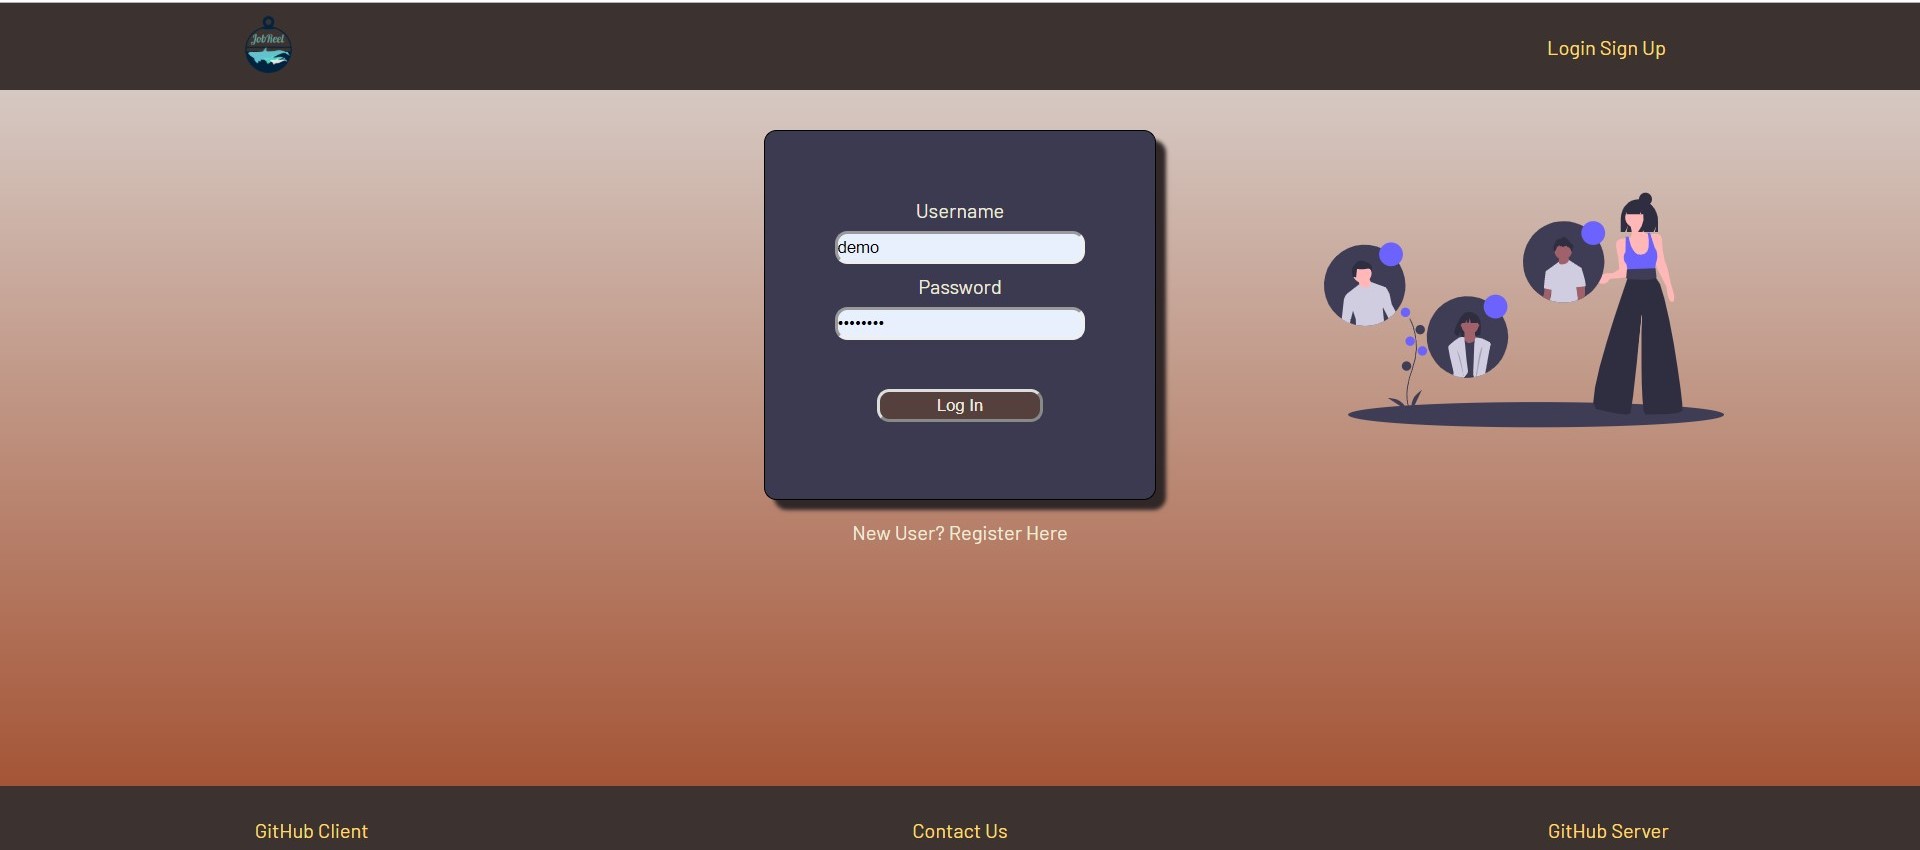 JobReel
Login Sign Up
Username
demo
Password
••••••••
Log In
New User? Register Here
GitHub Client
Contact Us
GitHub Server